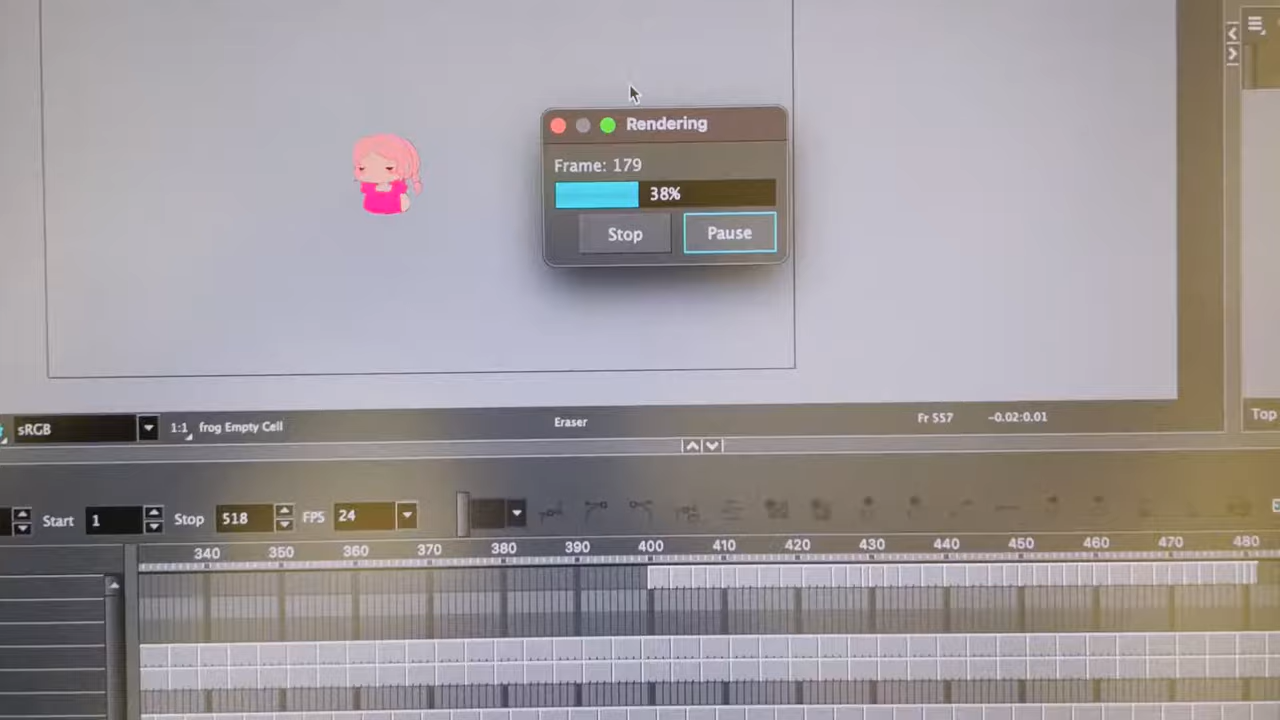 Rendering
Frame: 179
38%
Stop Pause
sRGB 1:1 frog Empty Cell Eraser Fr 557 -0.02:0.01
Top
Start 1 Stop 518 FPS 24
340 350 360 370 380 390 400 410 420 430 440 450 460 470 480